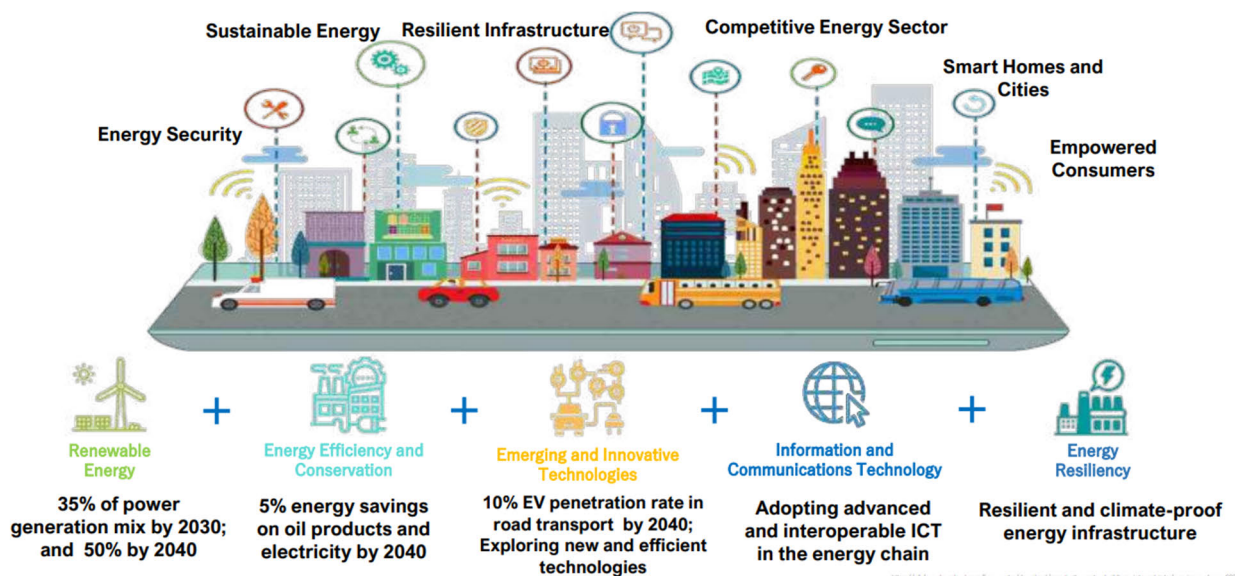 Sustainable Energy
Resilient Infrastructure
Competitive Energy Sector
Smart Homes and
Cities
Energy Security
Empowered
Consumers
Renewable
Energy
35% of power
generation mix by 2030;
and 50% by 2040
Energy Efficiency and
Conservation
5% energy savings
on oil products and
electricity by 2040
Emerging and Innovative
Technologies
10% EV penetration rate in
road transport by 2040;
Exploring new and efficient
technologies
Information and
Communications Technology
Adopting advanced
and interoperable ICT
in the energy chain
Energy
Resiliency
Resilient and climate-proof
energy infrastructure